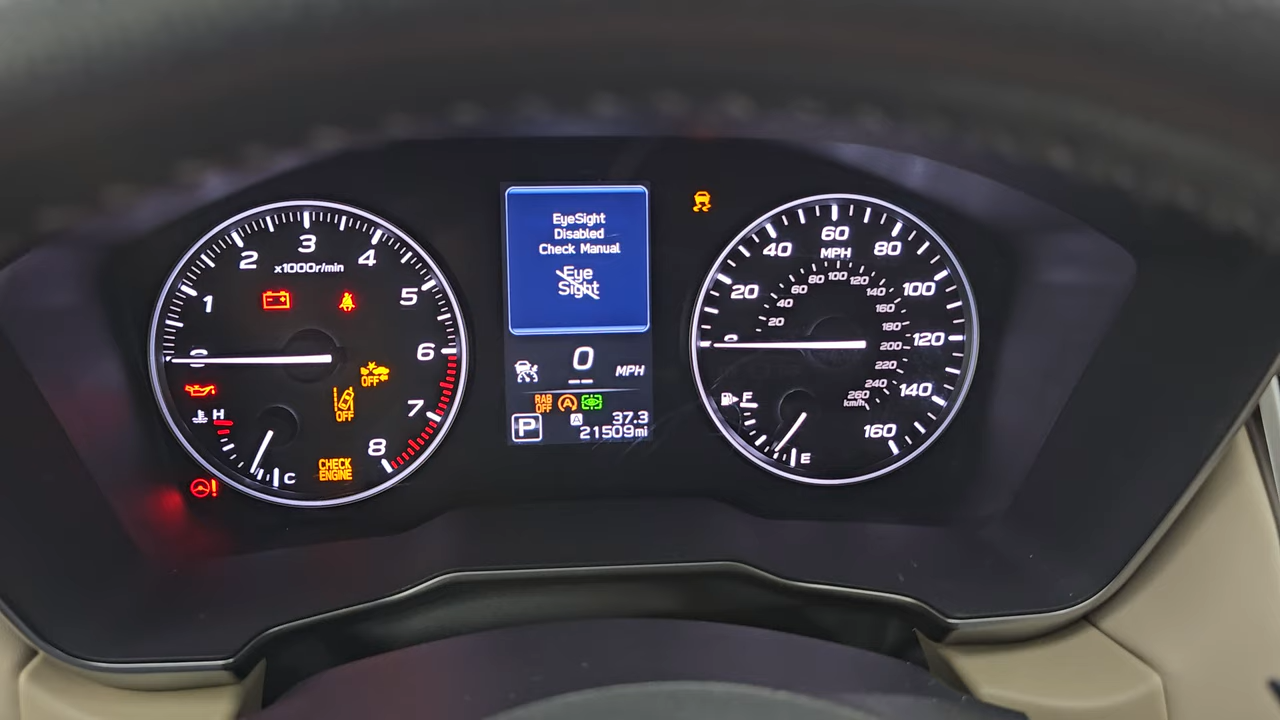 1
2
3
4
5
6
7
8
x1000r/min
OFF
OFF
H
C
CHECK
ENGINE
EyeSight
Disabled
Check Manual
Eye
Sight
0
MPH
RAB
OFF
A
P
37.3
21509mi
20
40
60
80
100
120
140
160
MPH
20
40
60
80
100
120
140
160
180
200
220
240
260
km/h
F
E